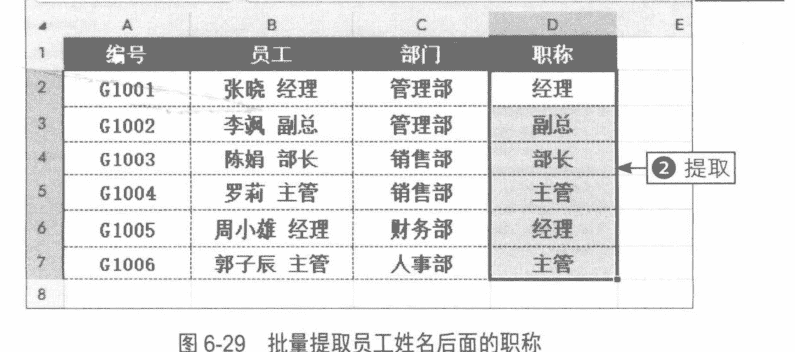 A B C D E
1 编号 员工 部门 职称
2 G1001 张晓 经理 管理部 经理
3 G1002 李飒 副总 管理部 副总
4 G1003 陈娟 部长 销售部 部长
5 G1004 罗莉 主管 销售部 主管
6 G1005 周小雄 经理 财务部 经理
7 G1006 郭子辰 主管 人事部 主管
8
❷ 提取
图 6-29 批量提取员工姓名后面的职称